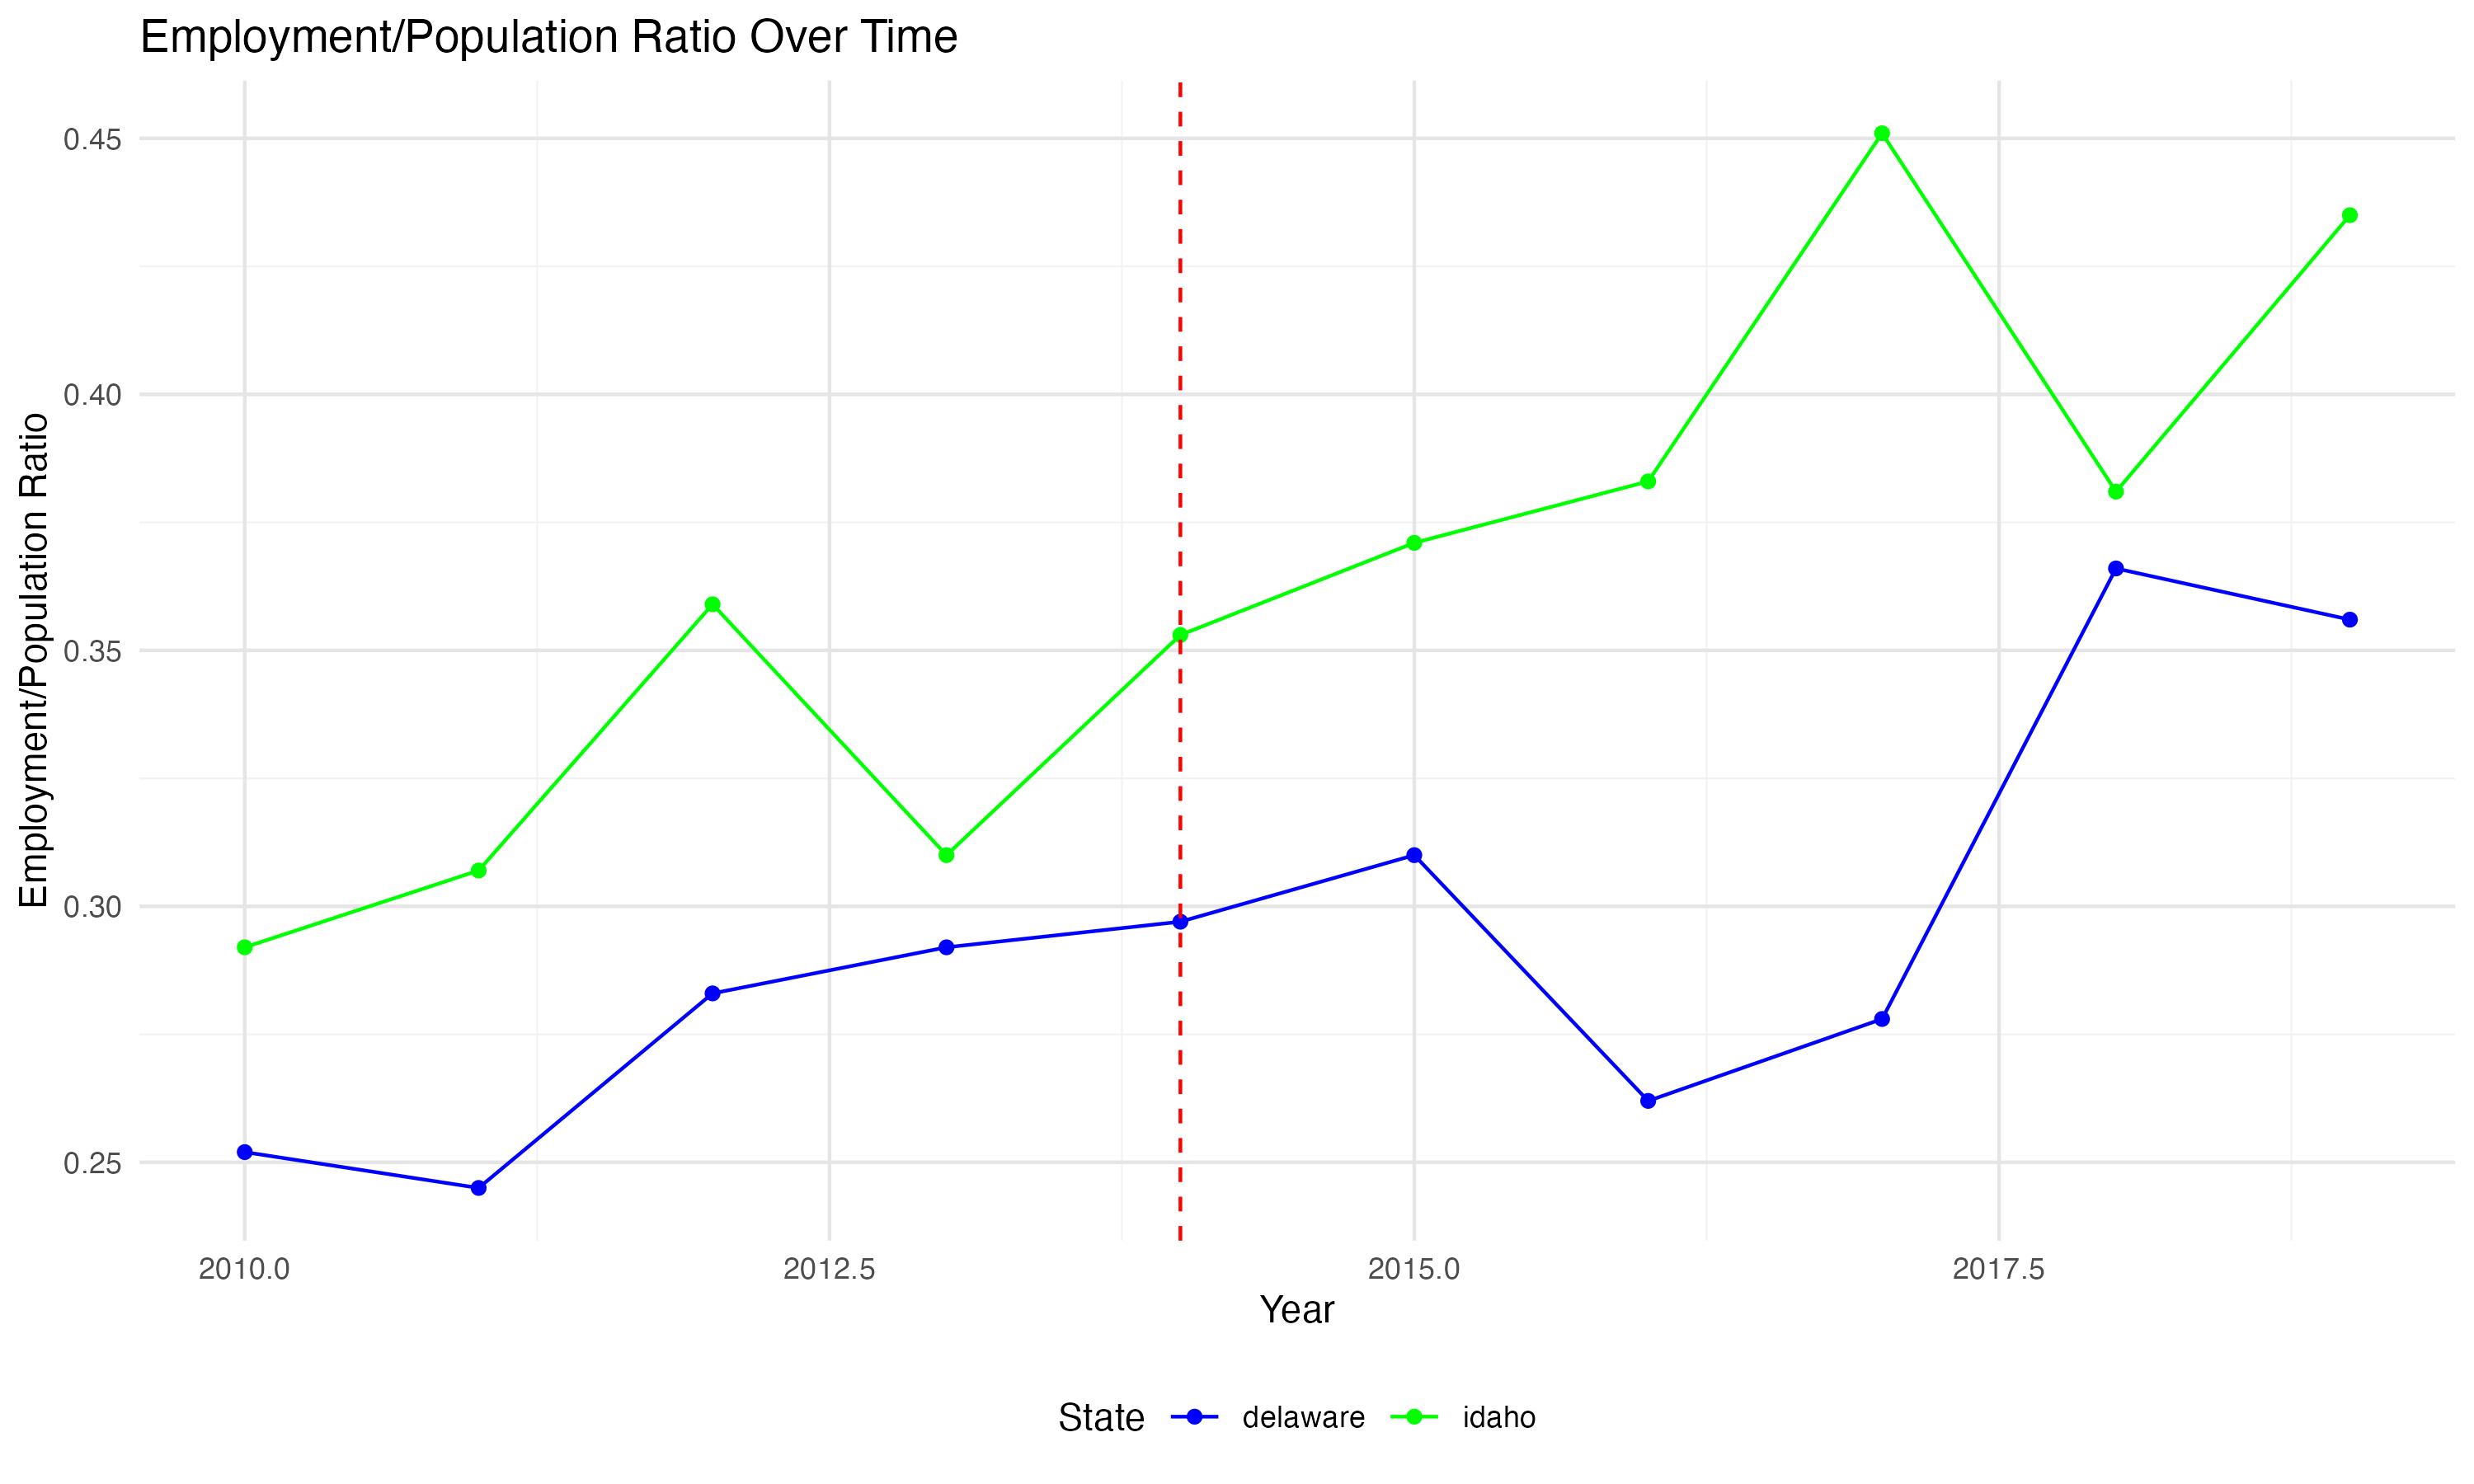 Employment/Population Ratio Over Time
Employment/Population Ratio
0.45
0.40
0.35
0.30
0.25
2010.0 2012.5 2015.0 2017.5
Year
State delaware idaho